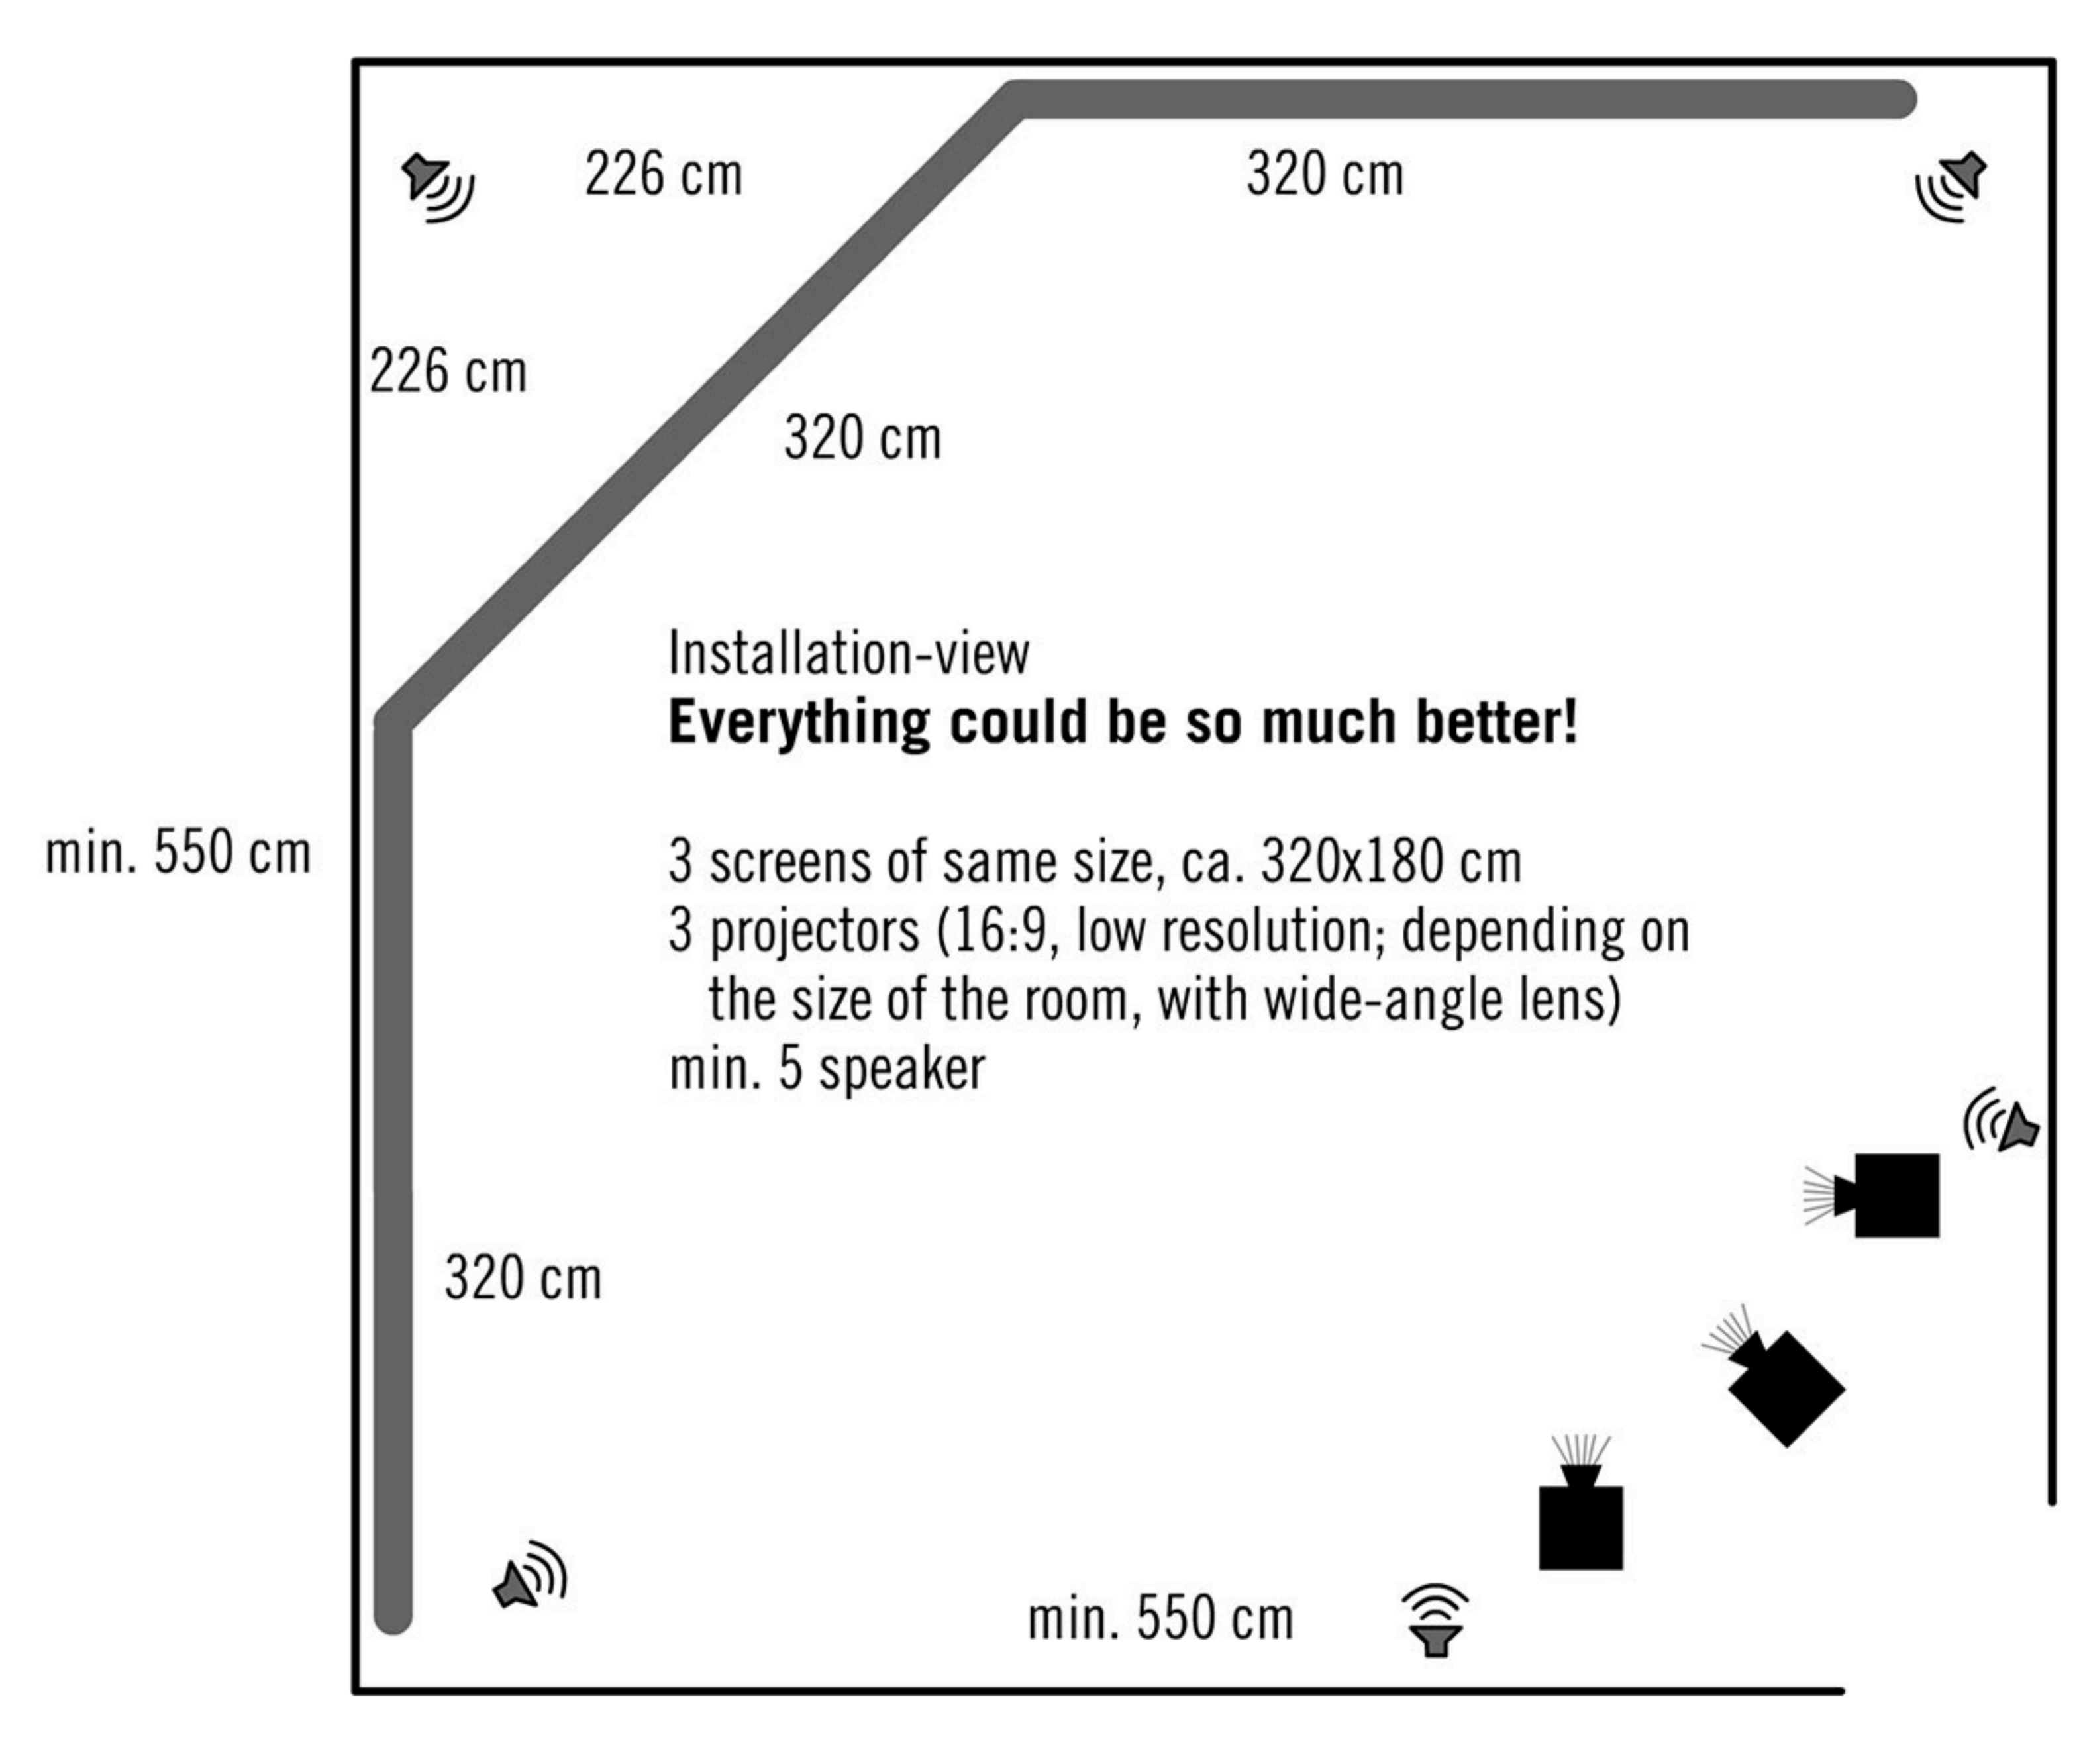 226 cm
320 cm
226 cm
320 cm
Installation-view
Everything could be so much better!
min. 550 cm
3 screens of same size, ca. 320x180 cm
3 projectors (16:9, low resolution; depending on
the size of the room, with wide-angle lens)
min. 5 speaker
320 cm
min. 550 cm